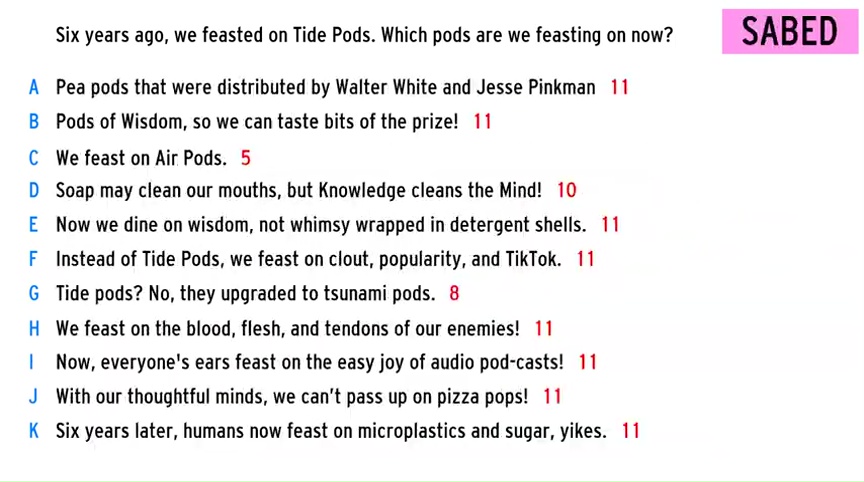 Six years ago, we feasted on Tide Pods. Which pods are we feasting on now?
SABED
A Pea pods that were distributed by Walter White and Jesse Pinkman 11
B Pods of Wisdom, so we can taste bits of the prize! 11
C We feast on Air Pods. 5
D Soap may clean our mouths, but Knowledge cleans the Mind! 10
E Now we dine on wisdom, not whimsy wrapped in detergent shells. 11
F Instead of Tide Pods, we feast on clout, popularity, and TikTok. 11
G Tide pods? No, they upgraded to tsunami pods. 8
H We feast on the blood, flesh, and tendons of our enemies! 11
I Now, everyone's ears feast on the easy joy of audio pod-casts! 11
J With our thoughtful minds, we can't pass up on pizza pops! 11
K Six years later, humans now feast on microplastics and sugar, yikes. 11